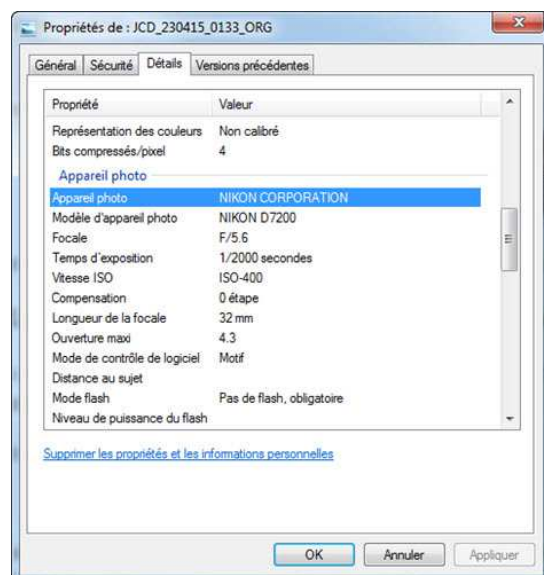 Propriétés de : JCD_230415_0133_ORG
Général Sécurité Détails Versions précédentes
Propriété Valeur
Représentation des couleurs Non calibré
Bits compressés/pixel 4
Appareil photo
Appareil photo NIKON CORPORATION
Modèle d'appareil photo NIKON D7200
Focale F/5.6
Temps d'exposition 1/2000 secondes
Vitesse ISO ISO-400
Compensation 0 étape
Longueur de la focale 32 mm
Ouverture maxi 4.3
Mode de contrôle de logiciel Motif
Distance au sujet
Mode flash Pas de flash, obligatoire
Niveau de puissance du flash
Supprimer les propriétés et les informations personnelles
OK Annuler Appliquer